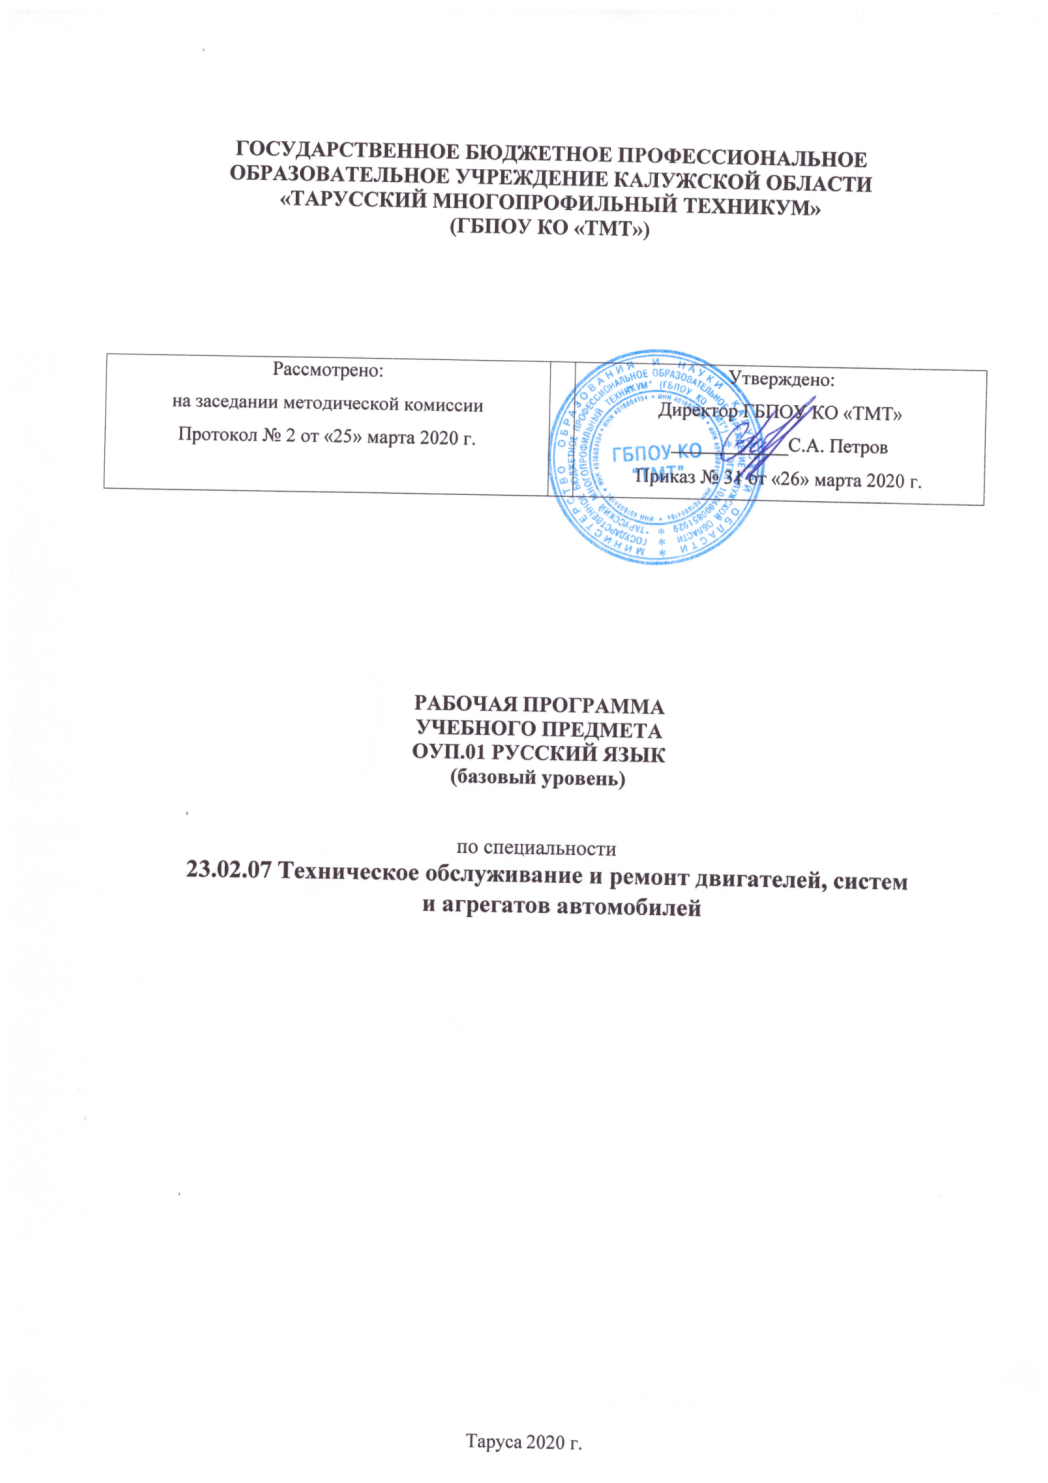 ГОСУДАРСТВЕННОЕ БЮДЖЕТНОЕ ПРОФЕССИОНАЛЬНОЕ
ОБРАЗОВАТЕЛЬНОЕ УЧРЕЖДЕНИЕ КАЛУЖСКОЙ ОБЛАСТИ
«ТАРУССКИЙ МНОГОПРОФИЛЬНЫЙ ТЕХНИКУМ»
(ГБПОУ КО «ТМТ»)
Рассмотрено:
на заседании методической комиссии
Протокол № 2 от «25» марта 2020 г.
Утверждено:
Директор ГБПОУ КО «ТМТ»
С.А. Петров
Приказ № 31 от «26» марта 2020 г.
ГБПОУ КО
"ТМТ"
РАБОЧАЯ ПРОГРАММА
УЧЕБНОГО ПРЕДМЕТА
ОУП.01 РУССКИЙ ЯЗЫК
(базовый уровень)
по специальности
23.02.07 Техническое обслуживание и ремонт двигателей, систем
и агрегатов автомобилей
Таруса 2020 г.